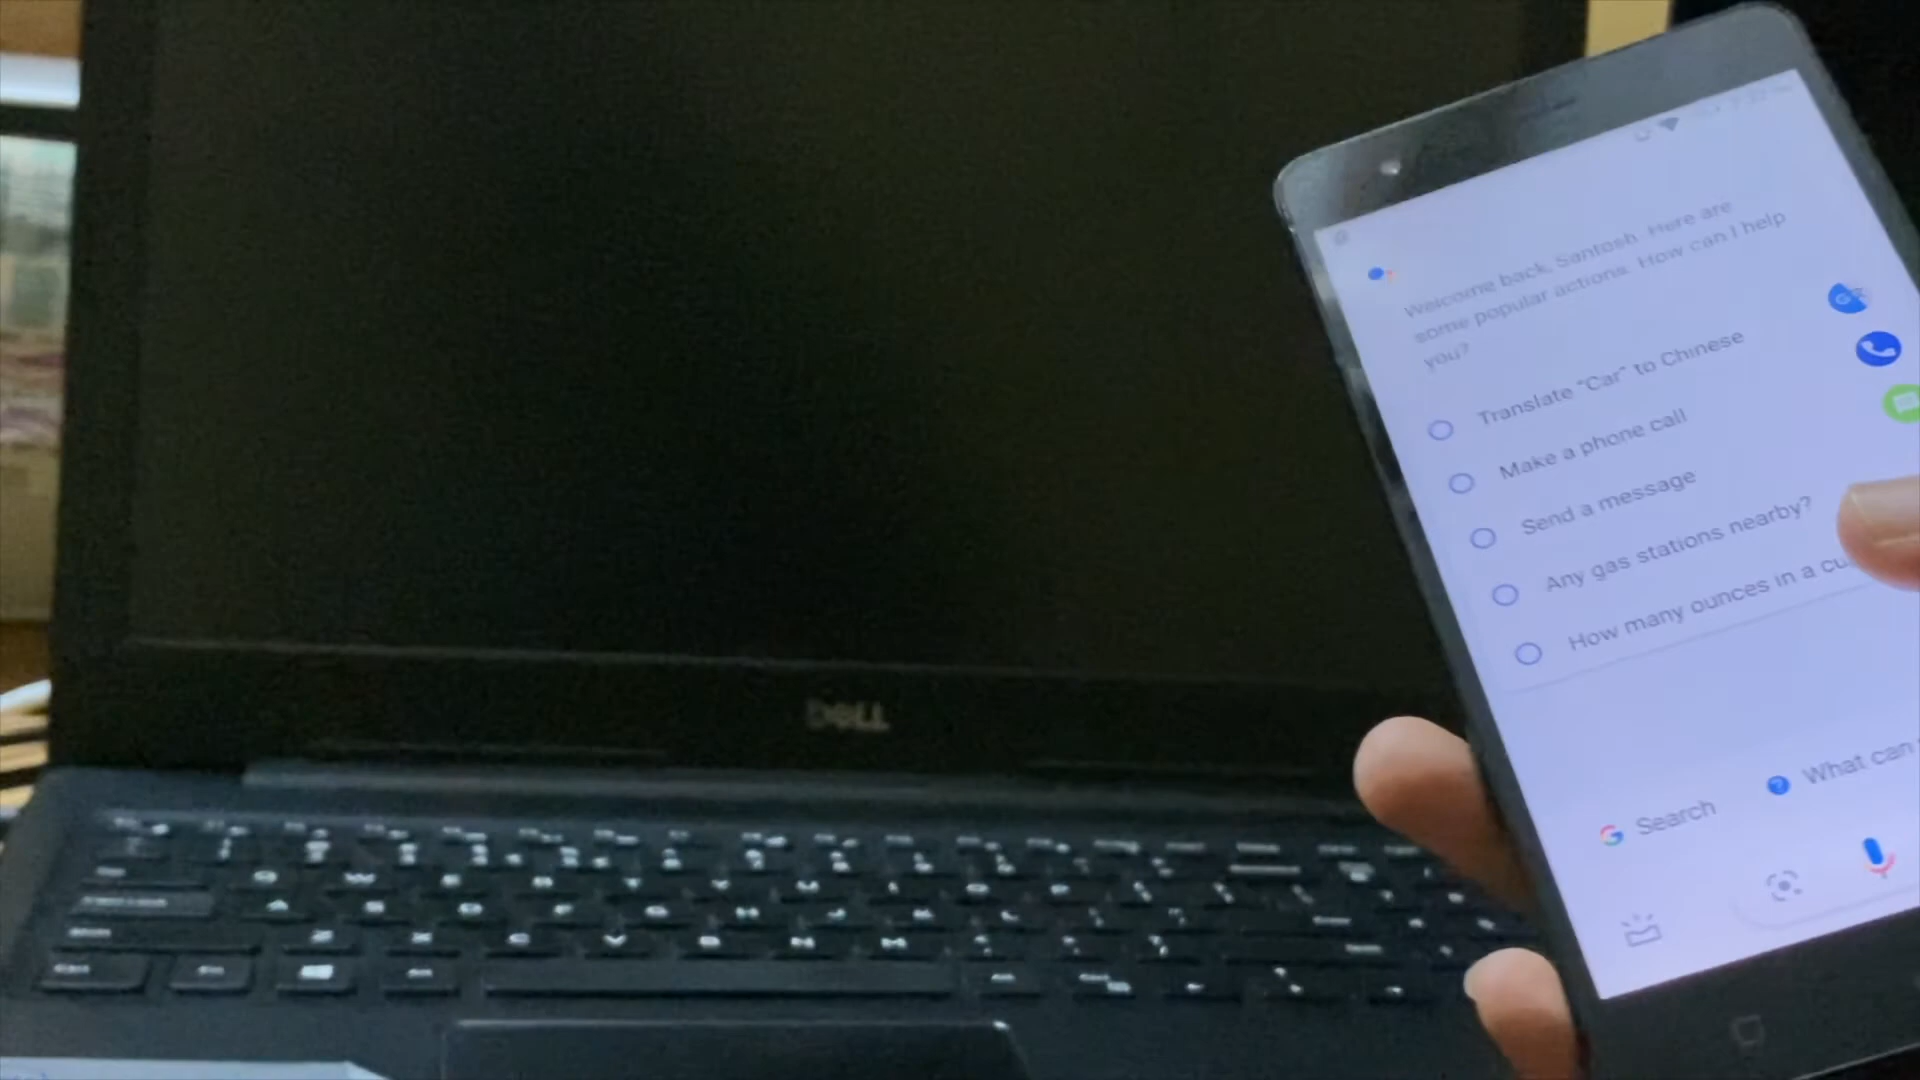 Welcome back, Santosh. Here are
some popular actions. How can I help
you?
Translate "Car" to Chinese
Make a phone call
Send a message
Any gas stations nearby?
How many ounces in a
Search
What can
DELL